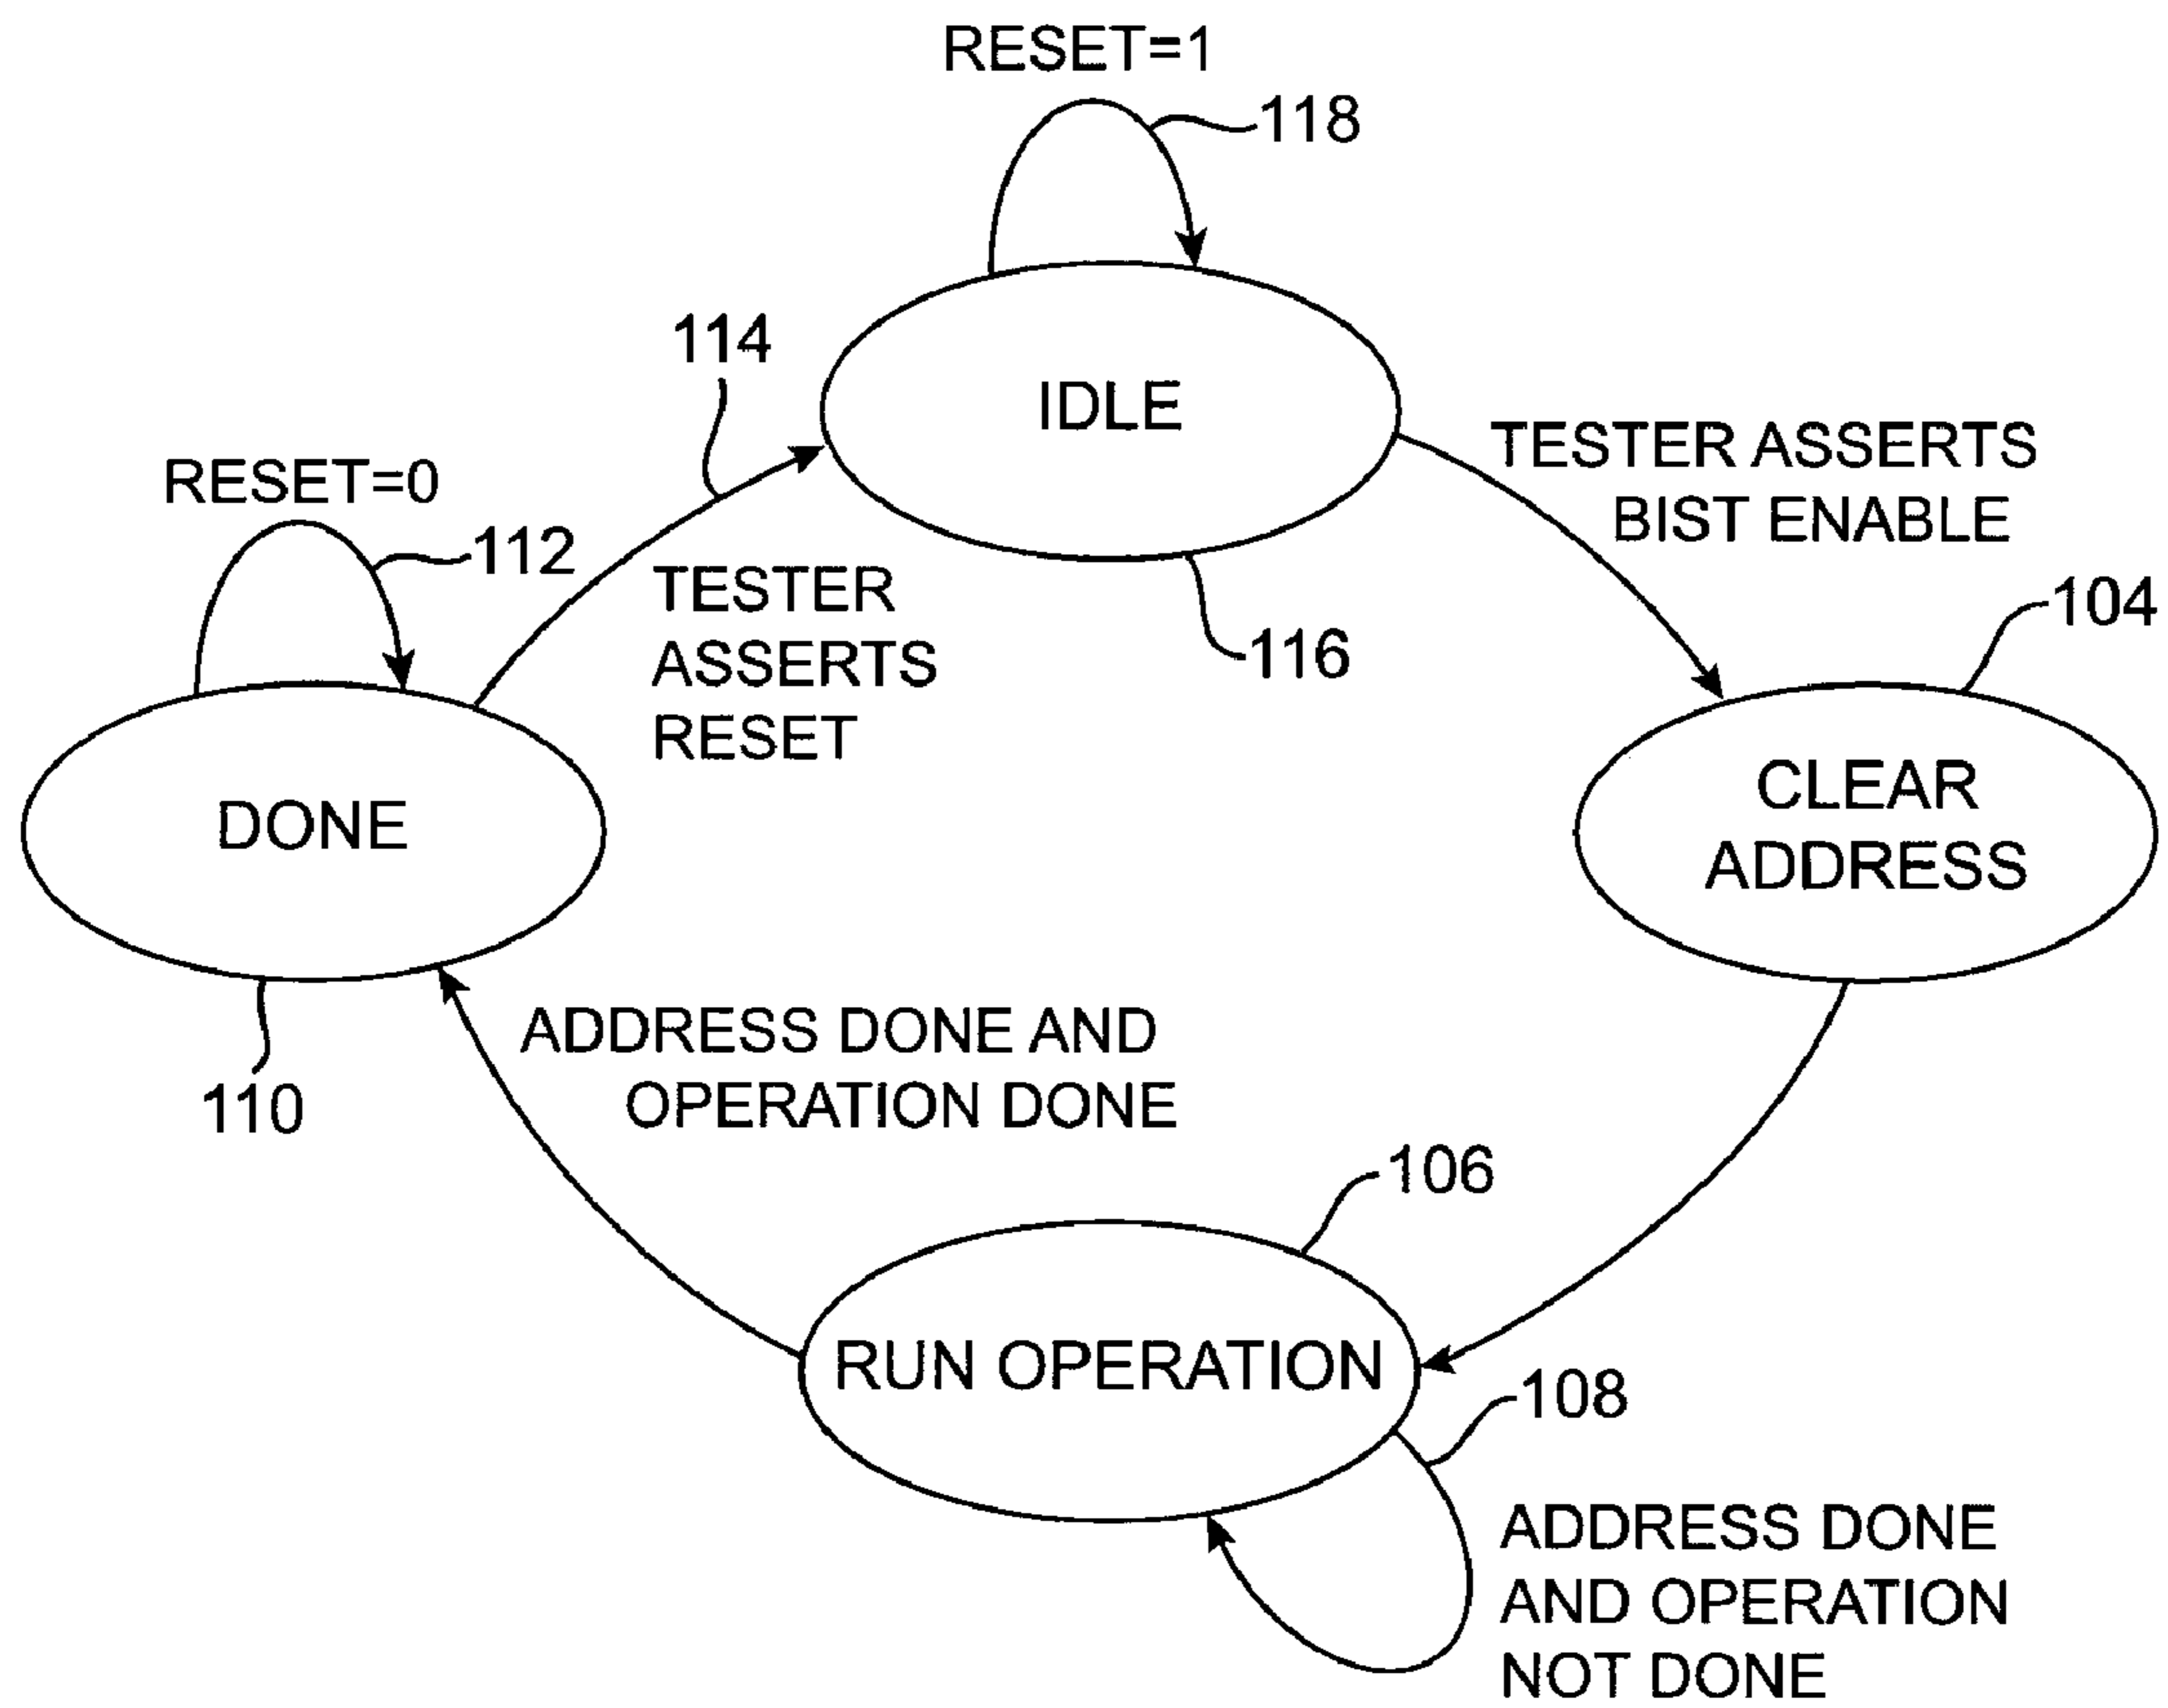 RESET=1
118
114
IDLE
TESTER ASSERTS
BIST ENABLE
RESET=0
112
TESTER
ASSERTS
RESET
116
104
DONE
CLEAR
ADDRESS
110
ADDRESS DONE AND
OPERATION DONE
106
RUN OPERATION
108
ADDRESS DONE
AND OPERATION
NOT DONE